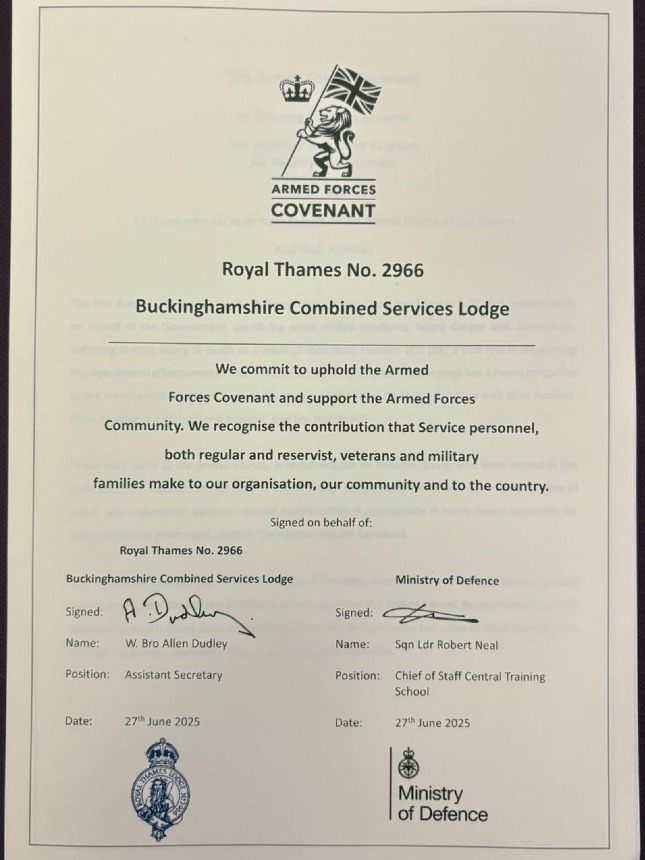 ARMED FORCES
COVENANT
Royal Thames No. 2966
Buckinghamshire Combined Services Lodge
We commit to uphold the Armed
Forces Covenant and support the Armed Forces
Community. We recognise the contribution that Service personnel,
both regular and reservist, veterans and military
families make to our organisation, our community and to the country.
Signed on behalf of:
Royal Thames No. 2966
Buckinghamshire Combined Services Lodge
Ministry of Defence
Signed: A. Dudley
Signed:
Name: W. Bro Allen Dudley
Name: Sqn Ldr Robert Neal
Position: Assistant Secretary
Position: Chief of Staff Central Training
School
Date: 27th June 2025
Date: 27th June 2025
ROYAL THAMES LODGE
Ministry
of Defence